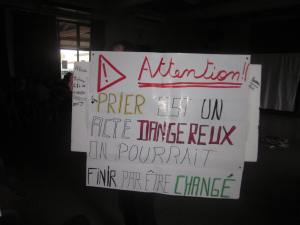 Attention!
PRIER EST UN
ACTE DANGEREUX
ON POURRAIT
FINIR PAR ÊTRE CHANGÉ